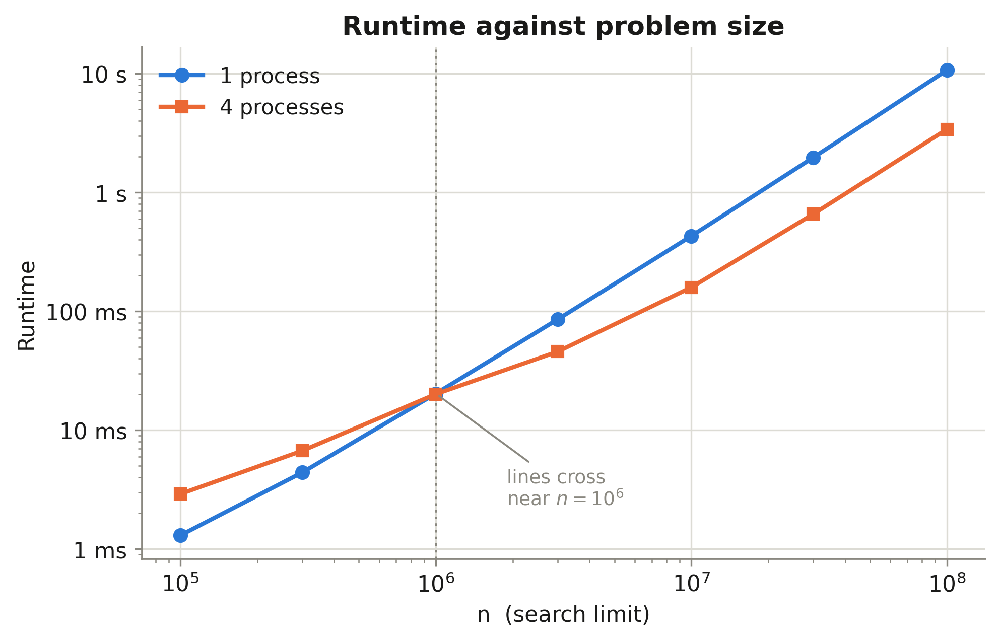 Runtime against problem size
1 process
4 processes
10 s
1 s
100 ms
10 ms
1 ms
Runtime
lines cross
near n = 10⁶
10⁵
10⁶
10⁷
10⁸
n (search limit)